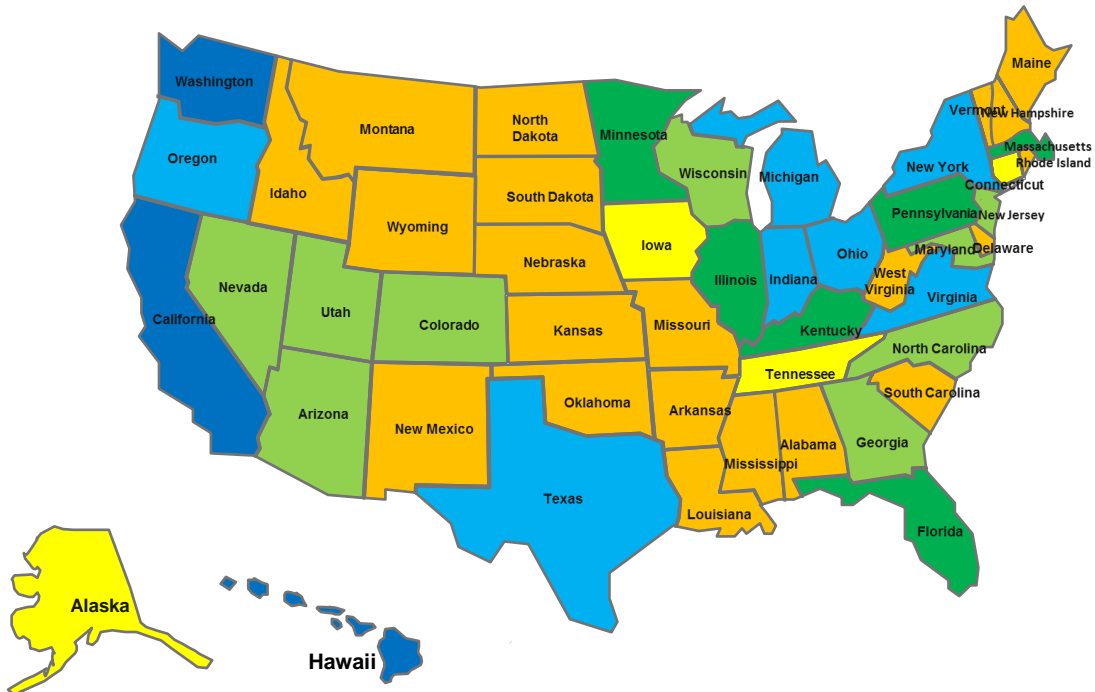 Maine
Washington
Vermont
New Hampshire
Montana
North
Dakota
Minnesota
Massachusetts
Oregon
Rhode Island
New York
Wisconsin
Michigan
Connecticut
Idaho
South Dakota
Pennsylvania
New Jersey
Wyoming
Iowa
Maryland
Delaware
Ohio
Nebraska
West
Virginia
Illinois
Indiana
Nevada
Virginia
Utah
California
Colorado
Missouri
Kansas
Kentucky
North Carolina
Tennessee
South Carolina
Oklahoma
Arkansas
Arizona
New Mexico
Georgia
Alabama
Mississippi
Texas
Louisiana
Florida
Alaska
Hawaii